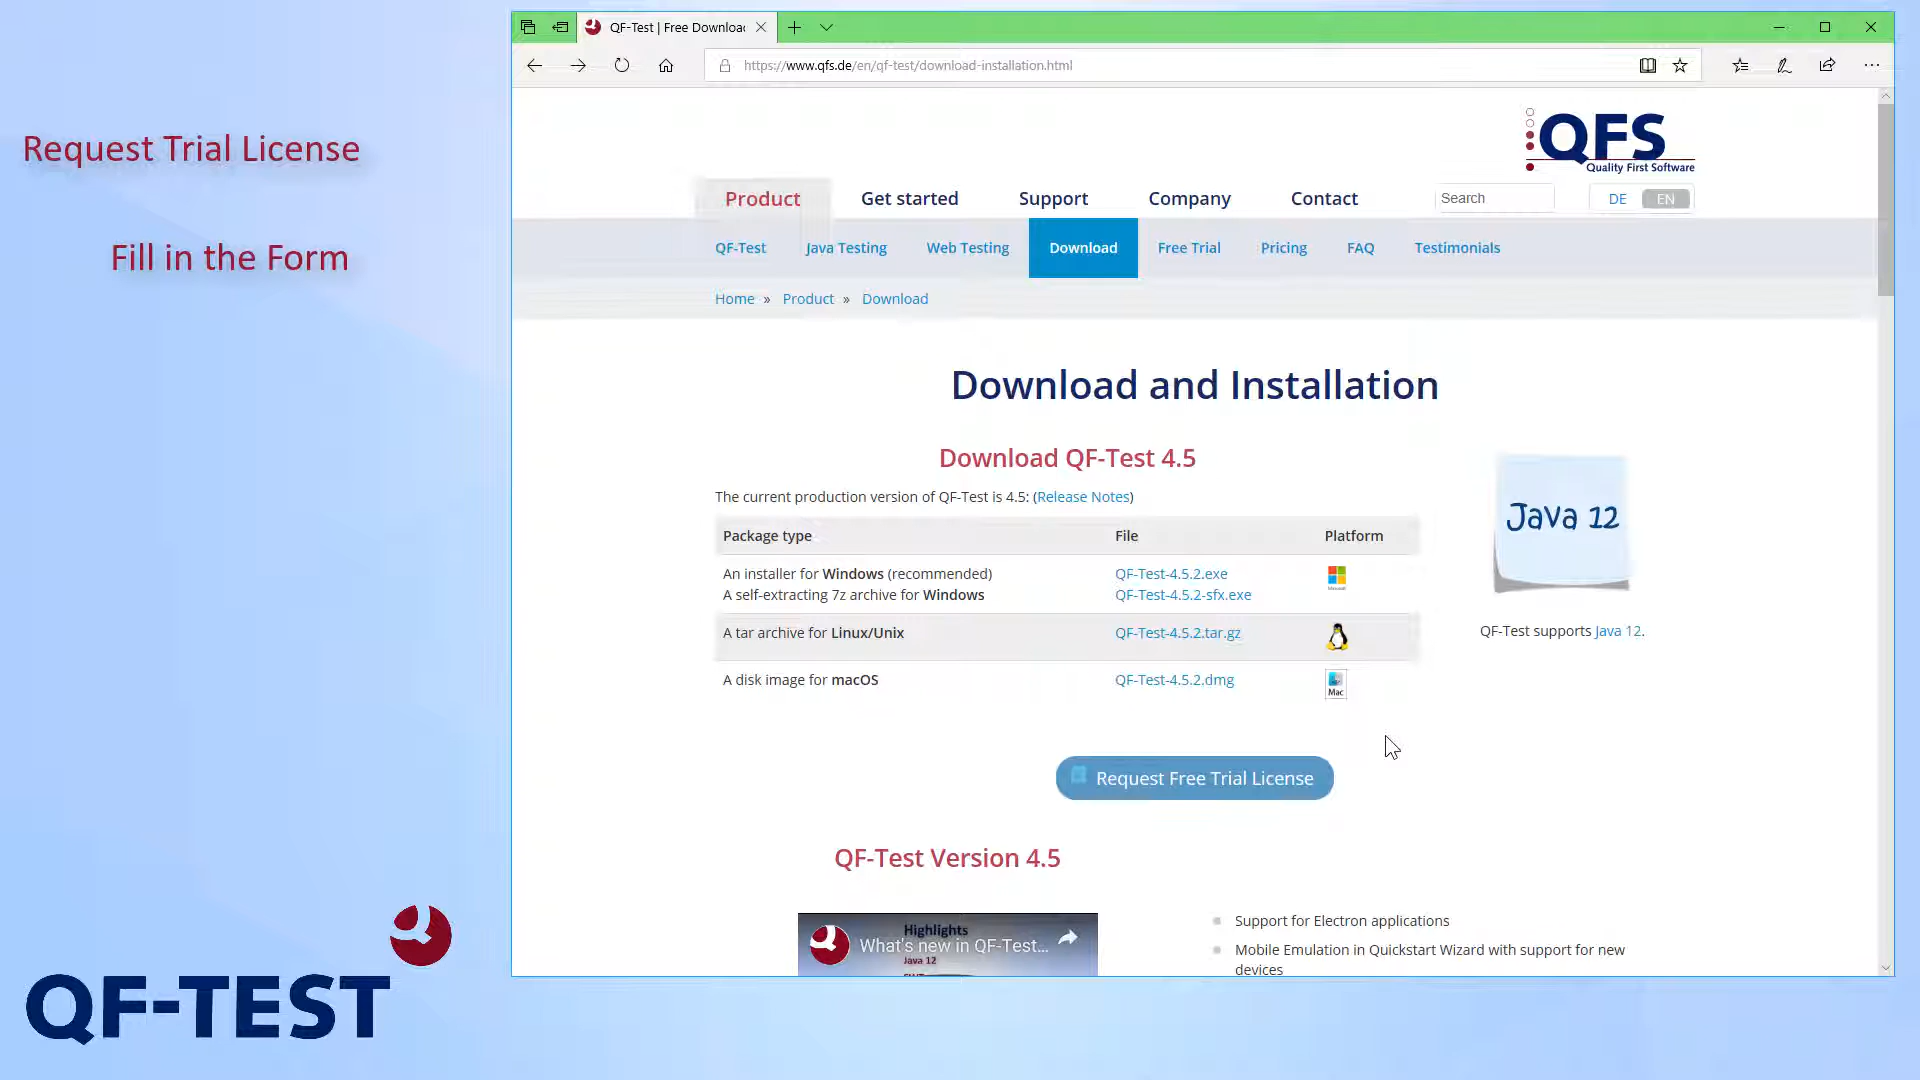 QF-Test | Free Downloa
https://www.qfs.de/en/qf-test/download-installation.html
Request Trial License
Fill in the Form
QFS
Quality First Software
Product
Get started
Support
Company
Contact
Search
DE
EN
QF-Test
Java Testing
Web Testing
Download
Free Trial
Pricing
FAQ
Testimonials
Home » Product » Download
Download and Installation
Download QF-Test 4.5
The current production version of QF-Test is 4.5: (Release Notes)
Package type
File
Platform
An installer for Windows (recommended)
QF-Test-4.5.2.exe
A self-extracting 7z archive for Windows
QF-Test-4.5.2-sfx.exe
A tar archive for Linux/Unix
QF-Test-4.5.2.tar.gz
A disk image for macOS
QF-Test-4.5.2.dmg
Mac
Java 12
QF-Test supports Java 12.
Request Free Trial License
QF-Test Version 4.5
Highlights
What's new in QF-Test...
Java 12
Support for Electron applications
Mobile Emulation in Quickstart Wizard with support for new
devices
QF-TEST